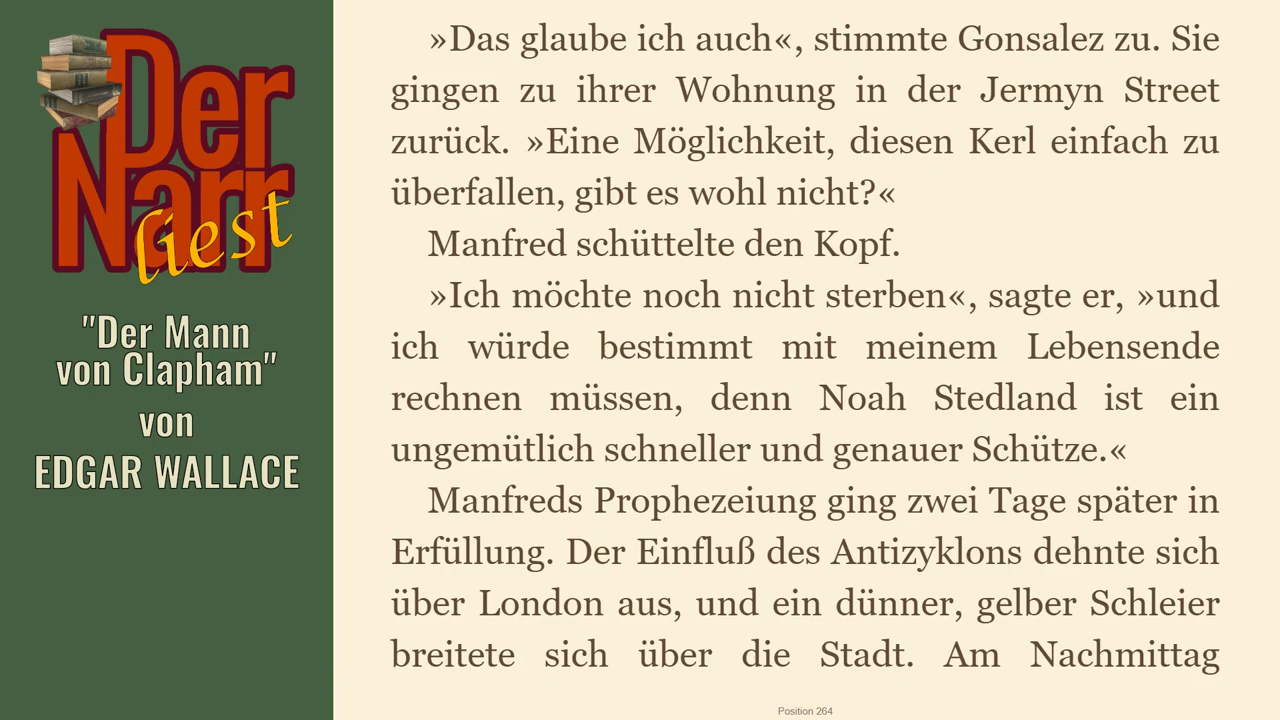 Der
Narr
liest
"Der Mann
von Clapham"
von
EDGAR WALLACE
»Das glaube ich auch«, stimmte Gonsalez zu. Sie
gingen zu ihrer Wohnung in der Jermyn Street
zurück. »Eine Möglichkeit, diesen Kerl einfach zu
überfallen, gibt es wohl nicht?«
Manfred schüttelte den Kopf.
»Ich möchte noch nicht sterben«, sagte er, »und
ich würde bestimmt mit meinem Lebensende
rechnen müssen, denn Noah Stedland ist ein
ungemütlich schneller und genauer Schütze.«
Manfreds Prophezeiung ging zwei Tage später in
Erfüllung. Der Einfluß des Antizyklons dehnte sich
über London aus, und ein dünner, gelber Schleier
breitete sich über die Stadt. Am Nachmittag
Position 264